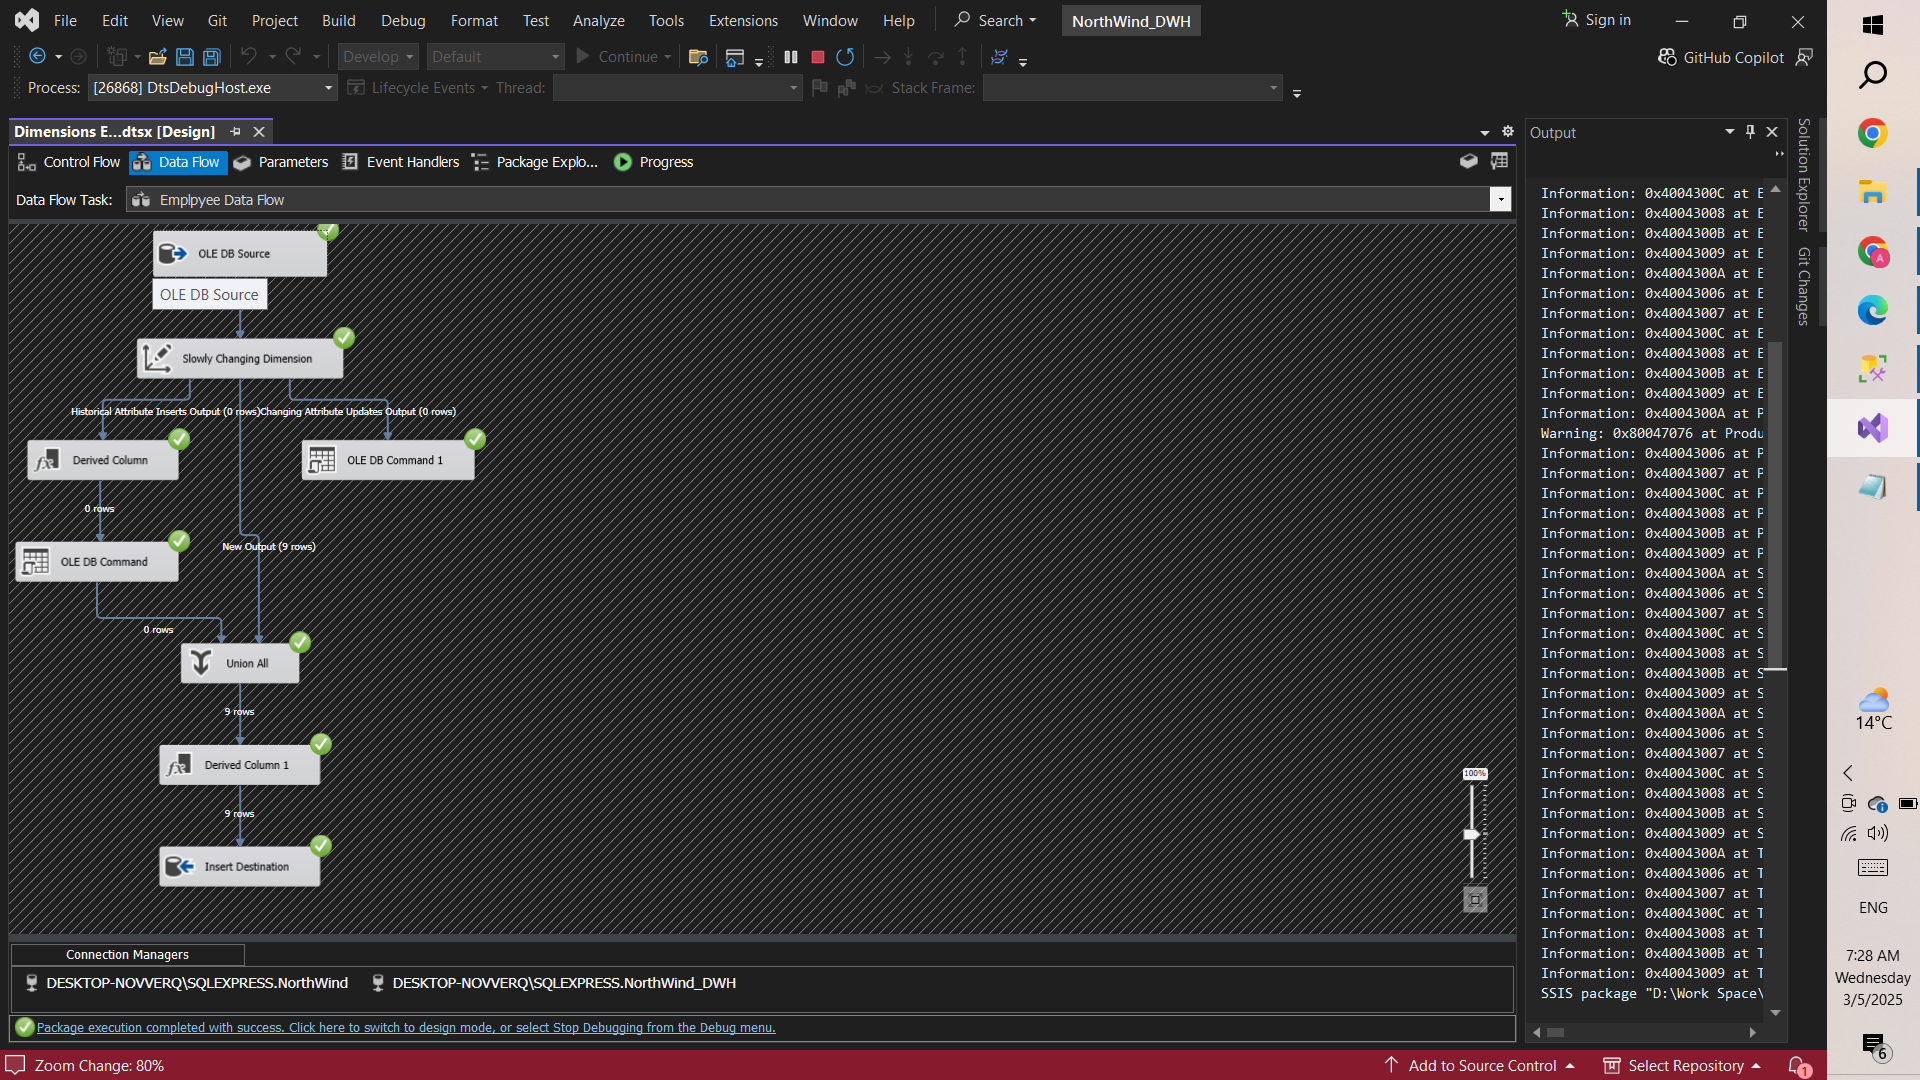 File Edit View Git Project Build Debug Format Test Analyze Tools Extensions Window Help Search NorthWind_DWH Sign in
Develop Default Continue GitHub Copilot
Process: [26868] DtsDebugHost.exe Lifecycle Events Thread: Stack Frame:
Dimensions E...dtsx [Design]
Control Flow Data Flow Parameters Event Handlers Package Explo... Progress
Data Flow Task: Emplpyee Data Flow
OLE DB Source
OLE DB Source
Slowly Changing Dimension
Historical Attribute Inserts Output (0 rows)
Changing Attribute Updates Output (0 rows)
Derived Column
OLE DB Command 1
0 rows
New Output (9 rows)
OLE DB Command
0 rows
Union All
9 rows
Derived Column 1
9 rows
Insert Destination
100%
Connection Managers
DESKTOP-NOVVERQ\SQLEXPRESS.NorthWind DESKTOP-NOVVERQ\SQLEXPRESS.NorthWind_DWH
Package execution completed with success. Click here to switch to design mode, or select Stop Debugging from the Debug menu.
Output
Information: 0x4004300C at E
Information: 0x40043008 at E
Information: 0x4004300B at E
Information: 0x40043009 at E
Information: 0x4004300A at E
Information: 0x40043006 at E
Information: 0x40043007 at E
Information: 0x4004300C at E
Information: 0x40043008 at E
Information: 0x4004300B at E
Information: 0x40043009 at E
Information: 0x4004300A at P
Warning: 0x80047076 at Produ
Information: 0x40043006 at P
Information: 0x40043007 at P
Information: 0x4004300C at P
Information: 0x40043008 at P
Information: 0x4004300B at P
Information: 0x40043009 at P
Information: 0x4004300A at S
Information: 0x40043006 at S
Information: 0x40043007 at S
Information: 0x4004300C at S
Information: 0x40043008 at S
Information: 0x4004300B at S
Information: 0x40043009 at S
Information: 0x4004300A at S
Information: 0x40043006 at S
Information: 0x40043007 at S
Information: 0x4004300C at S
Information: 0x40043008 at S
Information: 0x4004300B at S
Information: 0x40043009 at S
Information: 0x4004300A at T
Information: 0x40043006 at T
Information: 0x40043007 at T
Information: 0x4004300C at T
Information: 0x40043008 at T
Information: 0x4004300B at T
Information: 0x40043009 at T
SSIS package "D:\Work Space\
Solution Explorer
Git Changes
Zoom Change: 80% Add to Source Control Select Repository 1
A
14°C
ENG
7:28 AM
Wednesday
3/5/2025
6